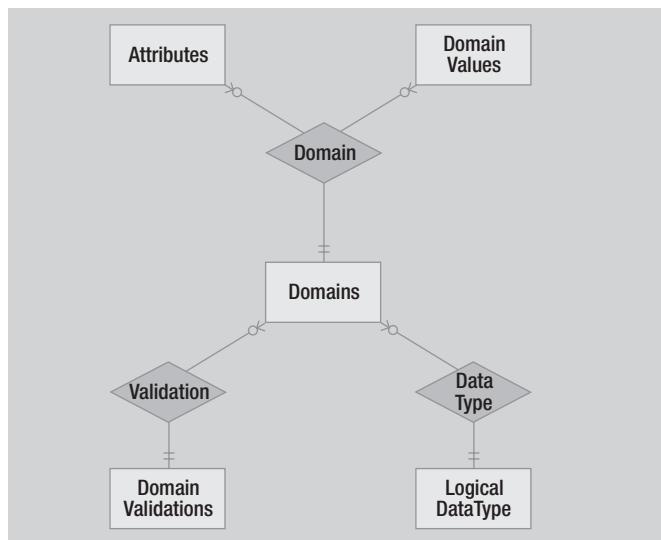 Attributes
Domain
Values
Domain
Domains
Validation
Data
Type
Domain
Validations
Logical
DataType